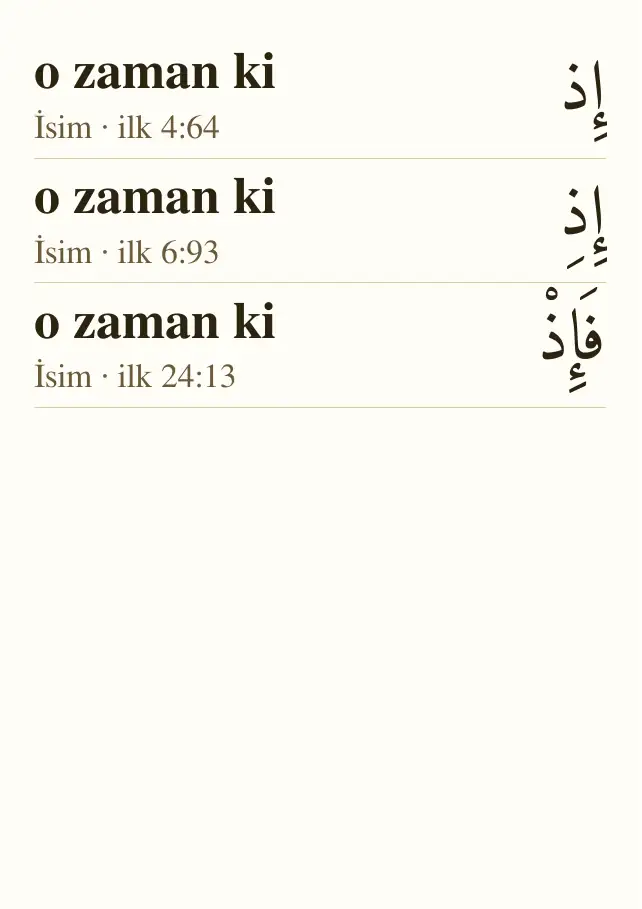 o zaman ki إِذ
İsim · ilk 4:64
o zaman ki إِذِ
İsim · ilk 6:93
o zaman ki فَإِذْ
İsim · ilk 24:13